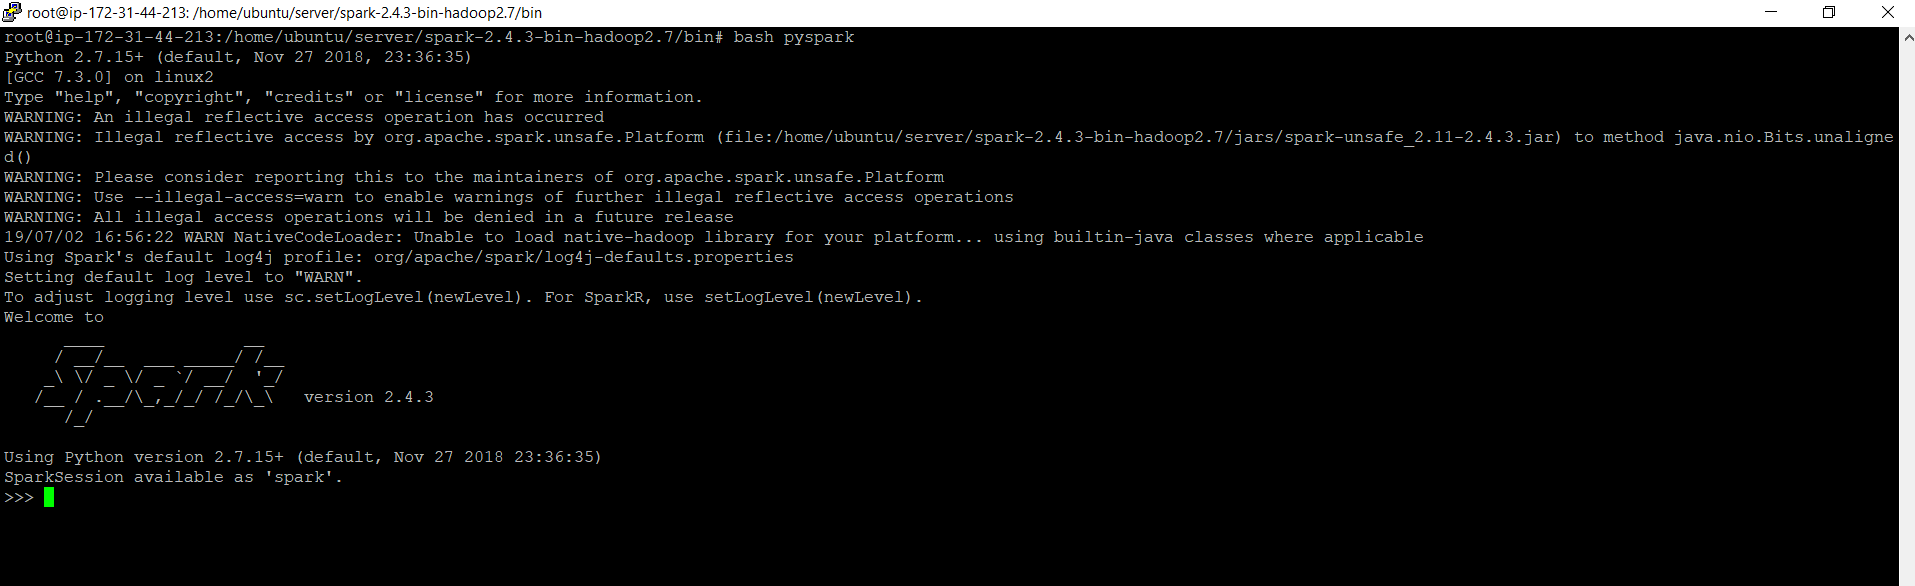 root@ip-172-31-44-213: /home/ubuntu/server/spark-2.4.3-bin-hadoop2.7/bin
root@ip-172-31-44-213:/home/ubuntu/server/spark-2.4.3-bin-hadoop2.7/bin# bash pyspark
Python 2.7.15+ (default, Nov 27 2018, 23:36:35)
[GCC 7.3.0] on linux2
Type "help", "copyright", "credits" or "license" for more information.
WARNING: An illegal reflective access operation has occurred
WARNING: Illegal reflective access by org.apache.spark.unsafe.Platform (file:/home/ubuntu/server/spark-2.4.3-bin-hadoop2.7/jars/spark-unsafe_2.11-2.4.3.jar) to method java.nio.Bits.unaligne
d()
WARNING: Please consider reporting this to the maintainers of org.apache.spark.unsafe.Platform
WARNING: Use --illegal-access=warn to enable warnings of further illegal reflective access operations
WARNING: All illegal access operations will be denied in a future release
19/07/02 16:56:22 WARN NativeCodeLoader: Unable to load native-hadoop library for your platform... using builtin-java classes where applicable
Using Spark's default log4j profile: org/apache/spark/log4j-defaults.properties
Setting default log level to "WARN".
To adjust logging level use sc.setLogLevel(newLevel). For SparkR, use setLogLevel(newLevel).
Welcome to
      ____              __
     / __/__  ___ _____/ /__
    _\ \/ _ \/ _ `/ __/  '_/
   /__ / .__/\_,_/_/ /_/\_\   version 2.4.3
      /_/
Using Python version 2.7.15+ (default, Nov 27 2018 23:36:35)
SparkSession available as 'spark'.
>>>